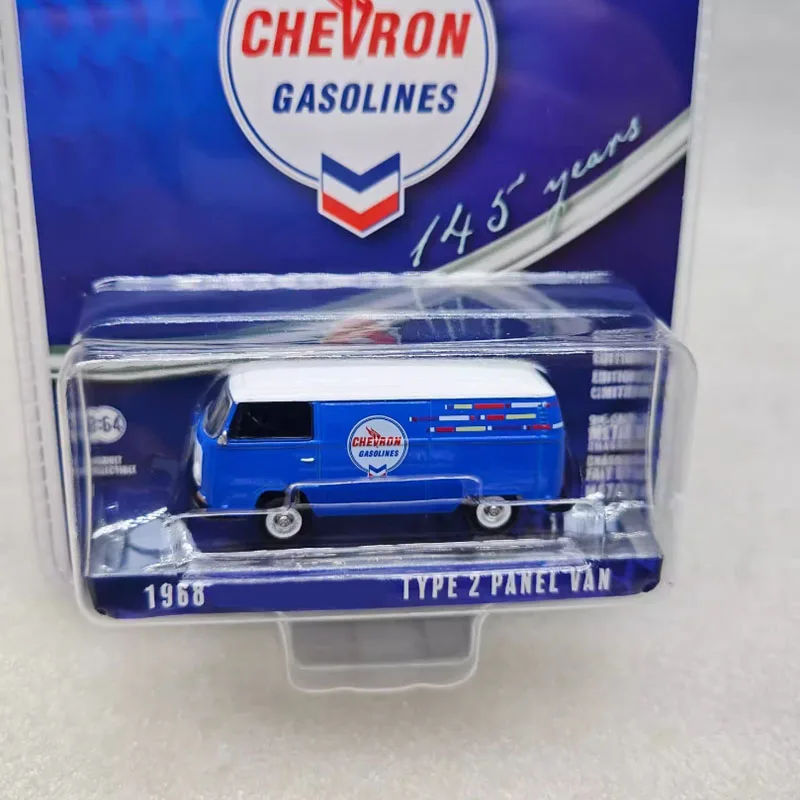 CHEVRON
GASOLINES
145 years
CHEVRON
GASOLINES
1968
TYPE 2 PANEL VAN